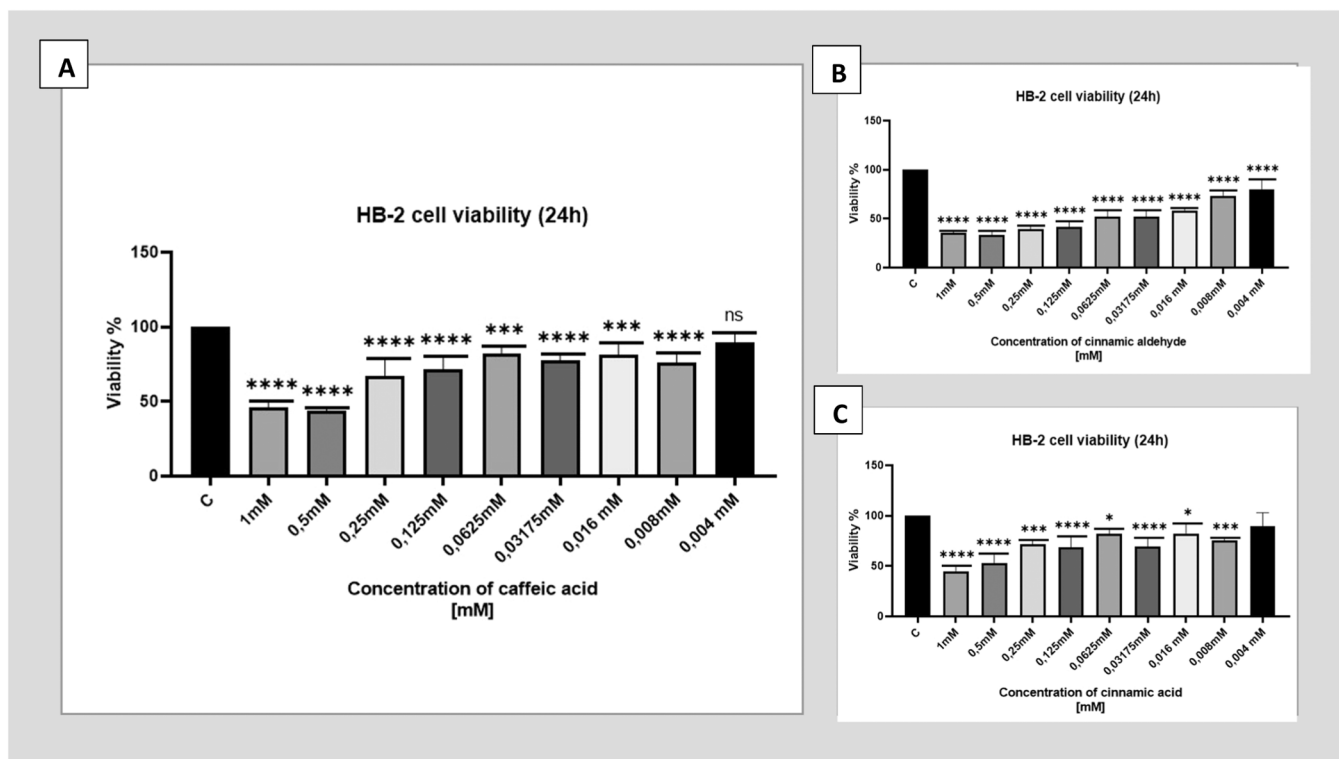 A
HB-2 cell viability (24h)
Viability %
150
100
50
0
**** **** **** **** *** **** *** **** ns
C 1mM 0,5mM 0,25mM 0,125mM 0,0625mM 0,03175mM 0,016 mM 0,008mM 0,004 mM
Concentration of caffeic acid
[mM]
B
HB-2 cell viability (24h)
Viability %
150
100
50
0
**** **** **** **** **** **** **** **** ****
C 1mM 0,5mM 0,25mM 0,125mM 0,0625mM 0,03175mM 0,016 mM 0,008mM 0,004 mM
Concentration of cinnamic aldehyde
[mM]
C
HB-2 cell viability (24h)
Viability %
150
100
50
0
**** **** *** **** * **** * ***
C 1mM 0,5mM 0,25mM 0,125mM 0,0625mM 0,03175mM 0,016 mM 0,008mM 0,004 mM
Concentration of cinnamic acid
[mM]